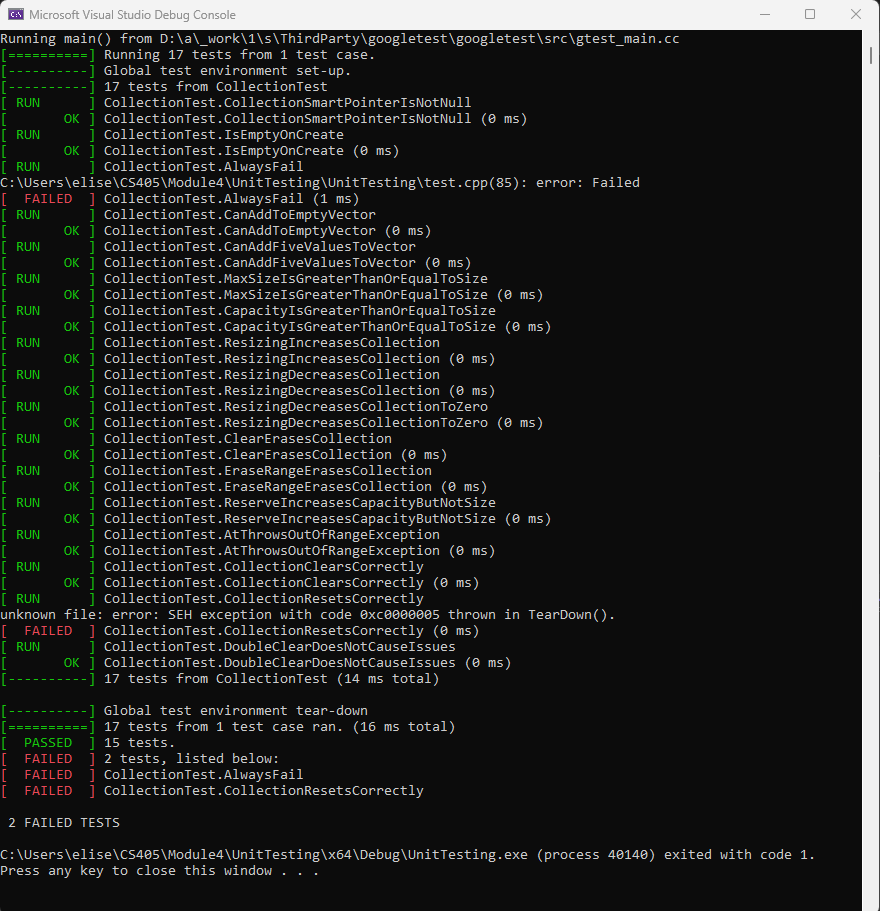 Microsoft Visual Studio Debug Console
Running main() from D:\a\_work\1\s\ThirdParty\googletest\googletest\src\gtest_main.cc
[==========] Running 17 tests from 1 test case.
[----------] Global test environment set-up.
[----------] 17 tests from CollectionTest
[ RUN      ] CollectionTest.CollectionSmartPointerIsNotNull
[       OK ] CollectionTest.CollectionSmartPointerIsNotNull (0 ms)
[ RUN      ] CollectionTest.IsEmptyOnCreate
[       OK ] CollectionTest.IsEmptyOnCreate (0 ms)
[ RUN      ] CollectionTest.AlwaysFail
C:\Users\elise\CS405\Module4\UnitTesting\UnitTesting\test.cpp(85): error: Failed
[  FAILED  ] CollectionTest.AlwaysFail (1 ms)
[ RUN      ] CollectionTest.CanAddToEmptyVector
[       OK ] CollectionTest.CanAddToEmptyVector (0 ms)
[ RUN      ] CollectionTest.CanAddFiveValuesToVector
[       OK ] CollectionTest.CanAddFiveValuesToVector (0 ms)
[ RUN      ] CollectionTest.MaxSizeIsGreaterThanOrEqualToSize
[       OK ] CollectionTest.MaxSizeIsGreaterThanOrEqualToSize (0 ms)
[ RUN      ] CollectionTest.CapacityIsGreaterThanOrEqualToSize
[       OK ] CollectionTest.CapacityIsGreaterThanOrEqualToSize (0 ms)
[ RUN      ] CollectionTest.ResizingIncreasesCollection
[       OK ] CollectionTest.ResizingIncreasesCollection (0 ms)
[ RUN      ] CollectionTest.ResizingDecreasesCollection
[       OK ] CollectionTest.ResizingDecreasesCollection (0 ms)
[ RUN      ] CollectionTest.ResizingDecreasesCollectionToZero
[       OK ] CollectionTest.ResizingDecreasesCollectionToZero (0 ms)
[ RUN      ] CollectionTest.ClearErasesCollection
[       OK ] CollectionTest.ClearErasesCollection (0 ms)
[ RUN      ] CollectionTest.EraseRangeErasesCollection
[       OK ] CollectionTest.EraseRangeErasesCollection (0 ms)
[ RUN      ] CollectionTest.ReserveIncreasesCapacityButNotSize
[       OK ] CollectionTest.ReserveIncreasesCapacityButNotSize (0 ms)
[ RUN      ] CollectionTest.AtThrowsOutOfRangeException
[       OK ] CollectionTest.AtThrowsOutOfRangeException (0 ms)
[ RUN      ] CollectionTest.CollectionClearsCorrectly
[       OK ] CollectionTest.CollectionClearsCorrectly (0 ms)
[ RUN      ] CollectionTest.CollectionResetsCorrectly
unknown file: error: SEH exception with code 0xc0000005 thrown in TearDown().
[  FAILED  ] CollectionTest.CollectionResetsCorrectly (0 ms)
[ RUN      ] CollectionTest.DoubleClearDoesNotCauseIssues
[       OK ] CollectionTest.DoubleClearDoesNotCauseIssues (0 ms)
[----------] 17 tests from CollectionTest (14 ms total)
[----------] Global test environment tear-down
[==========] 17 tests from 1 test case ran. (16 ms total)
[  PASSED  ] 15 tests.
[  FAILED  ] 2 tests, listed below:
[  FAILED  ] CollectionTest.AlwaysFail
[  FAILED  ] CollectionTest.CollectionResetsCorrectly
2 FAILED TESTS
C:\Users\elise\CS405\Module4\UnitTesting\x64\Debug\UnitTesting.exe (process 40140) exited with code 1.
Press any key to close this window . . .